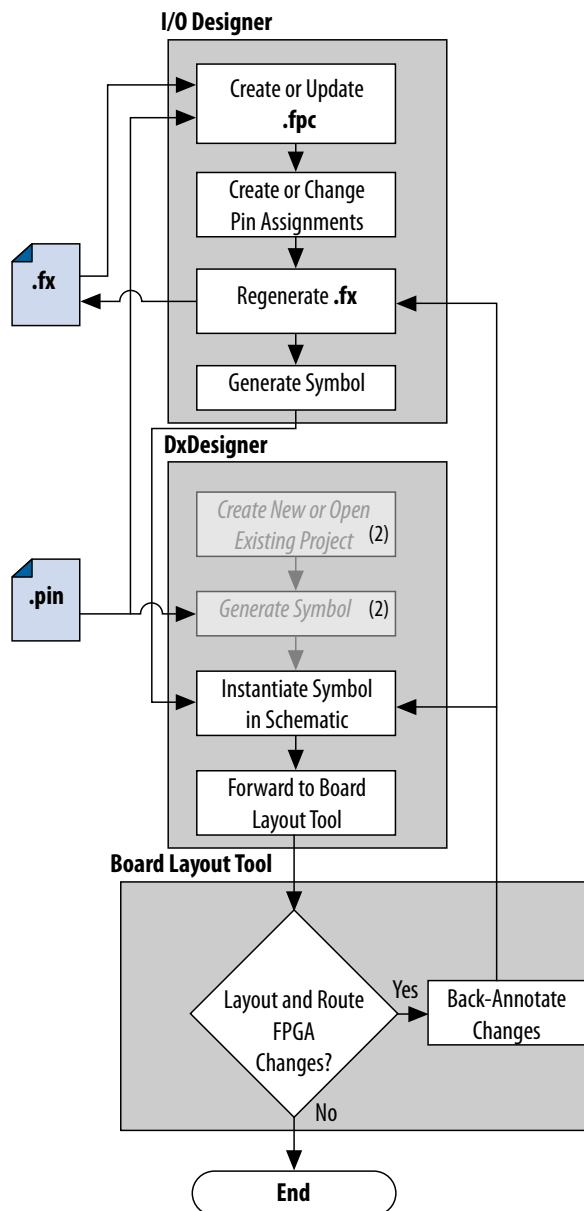 I/O Designer
Create or Update
.fpc
Create or Change
Pin Assignments
.fx
Regenerate .fx
Generate Symbol
DxDesigner
Create New or Open
Existing Project (2)
.pin
Generate Symbol (2)
Instantiate Symbol
in Schematic
Forward to Board
Layout Tool
Board Layout Tool
Layout and Route
FPGA
Changes?
Yes
Back-Annotate
Changes
No
End